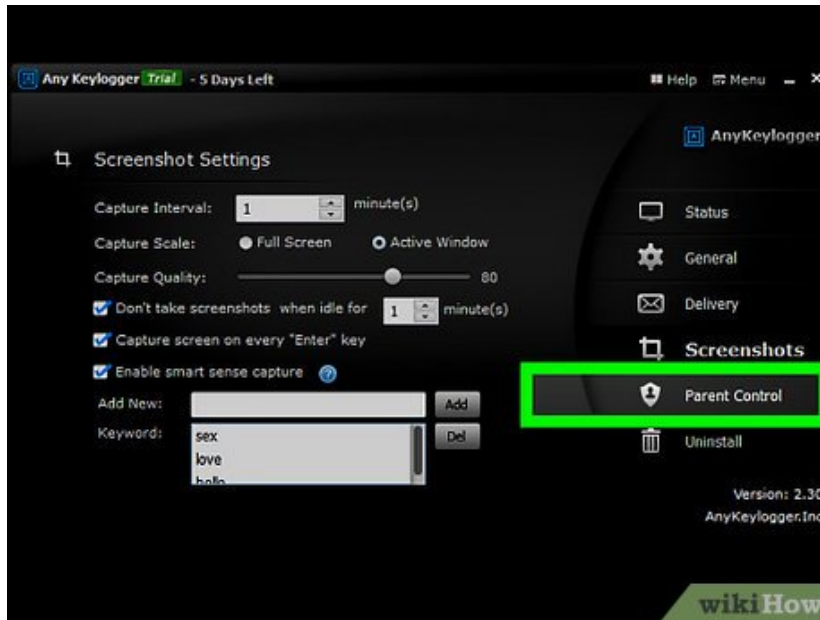 Any Keylogger Trial - 5 Days Left
Help Menu
AnyKeylogger
Screenshot Settings
Capture Interval: 1 minute(s)
Capture Scale: Full Screen Active Window
Capture Quality: 80
Don't take screenshots when idle for 1 minute(s)
Capture screen on every "Enter" key
Enable smart sense capture ?
Add New: Add
Keyword: Del
sex
love
hello
Status
General
Delivery
Screenshots
Parent Control
Uninstall
Version: 2.30
AnyKeylogger.Inc
wikiHow